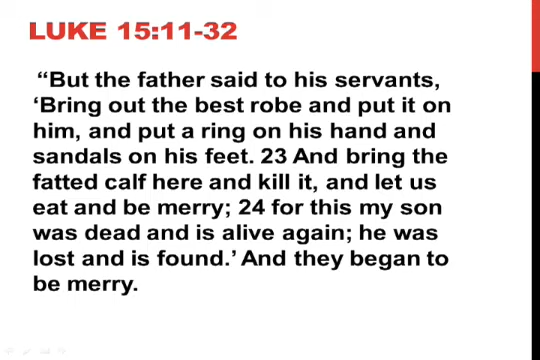 LUKE 15:11-32
“But the father said to his servants,
‘Bring out the best robe and put it on
him, and put a ring on his hand and
sandals on his feet. 23 And bring the
fatted calf here and kill it, and let us
eat and be merry; 24 for this my son
was dead and is alive again; he was
lost and is found.’ And they began to
be merry.